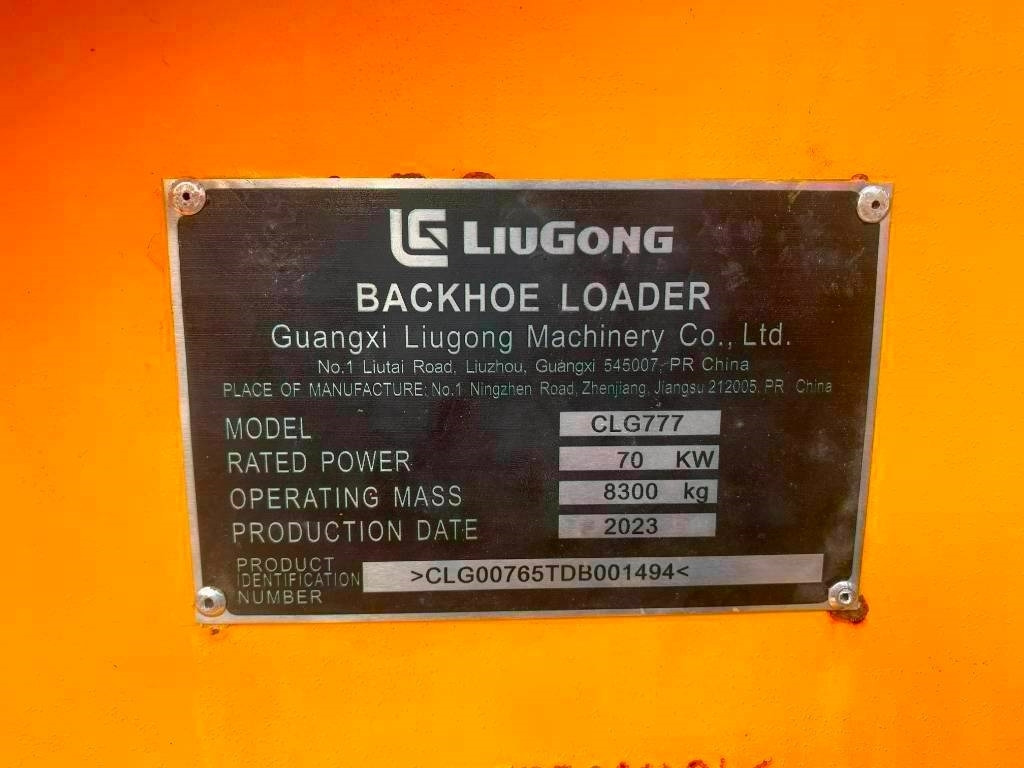 LG LIUGONG
BACKHOE LOADER
Guangxi Liugong Machinery Co., Ltd.
No.1 Liutai Road, Liuzhou, Guangxi 545007, PR China
PLACE OF MANUFACTURE: No.1 Ningzhen Road, Zhenjiang, Jiangsu 212005, PR China
MODEL CLG777
RATED POWER 70 KW
OPERATING MASS 8300 kg
PRODUCTION DATE 2023
PRODUCT
IDENTIFICATION >CLG00765TDB001494<
NUMBER